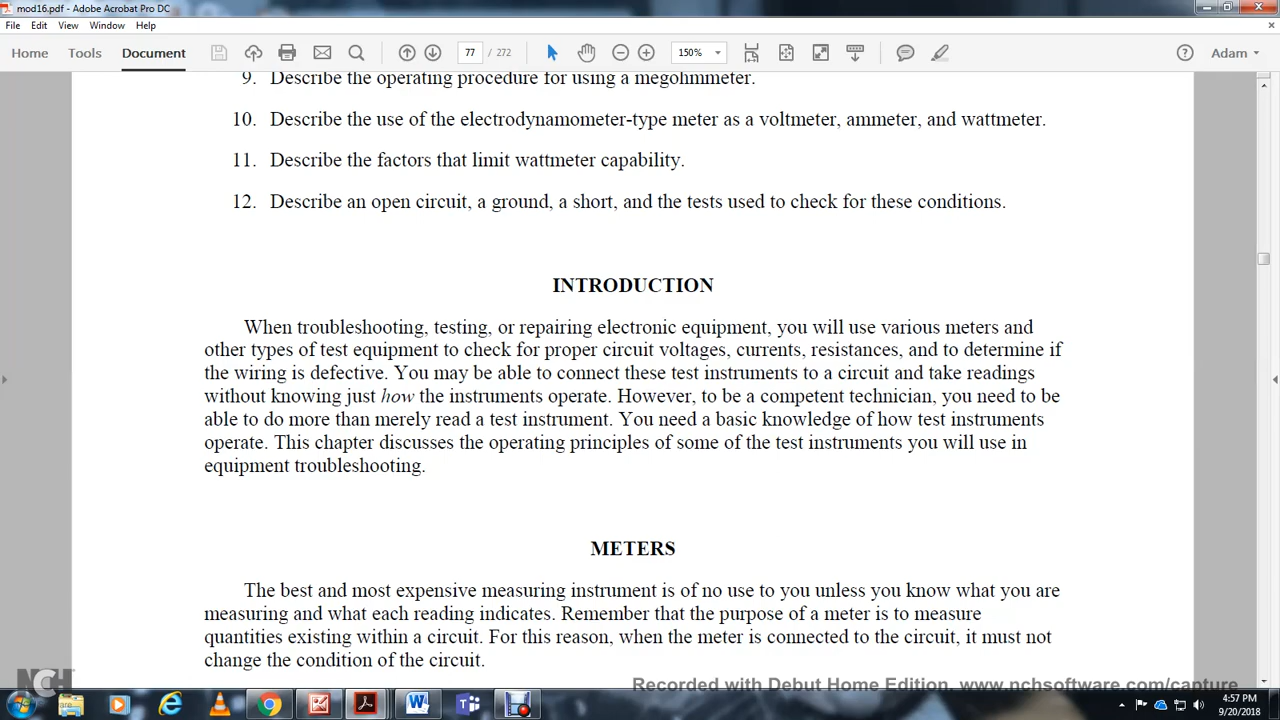 mod16.pdf - Adobe Acrobat Pro DC
File Edit View Window Help
Home Tools Document 77 / 272 150% Adam
9. Describe the operating procedure for using a megohmmeter.
10. Describe the use of the electrodynamometer-type meter as a voltmeter, ammeter, and wattmeter.
11. Describe the factors that limit wattmeter capability.
12. Describe an open circuit, a ground, a short, and the tests used to check for these conditions.
INTRODUCTION
When troubleshooting, testing, or repairing electronic equipment, you will use various meters and
other types of test equipment to check for proper circuit voltages, currents, resistances, and to determine if
the wiring is defective. You may be able to connect these test instruments to a circuit and take readings
without knowing just how the instruments operate. However, to be a competent technician, you need to be
able to do more than merely read a test instrument. You need a basic knowledge of how test instruments
operate. This chapter discusses the operating principles of some of the test instruments you will use in
equipment troubleshooting.
METERS
The best and most expensive measuring instrument is of no use to you unless you know what you are
measuring and what each reading indicates. Remember that the purpose of a meter is to measure
quantities existing within a circuit. For this reason, when the meter is connected to the circuit, it must not
change the condition of the circuit.
NCH
Recorded with Debut Home Edition. www.nchsoftware.com/capture
4:57 PM
9/20/2018